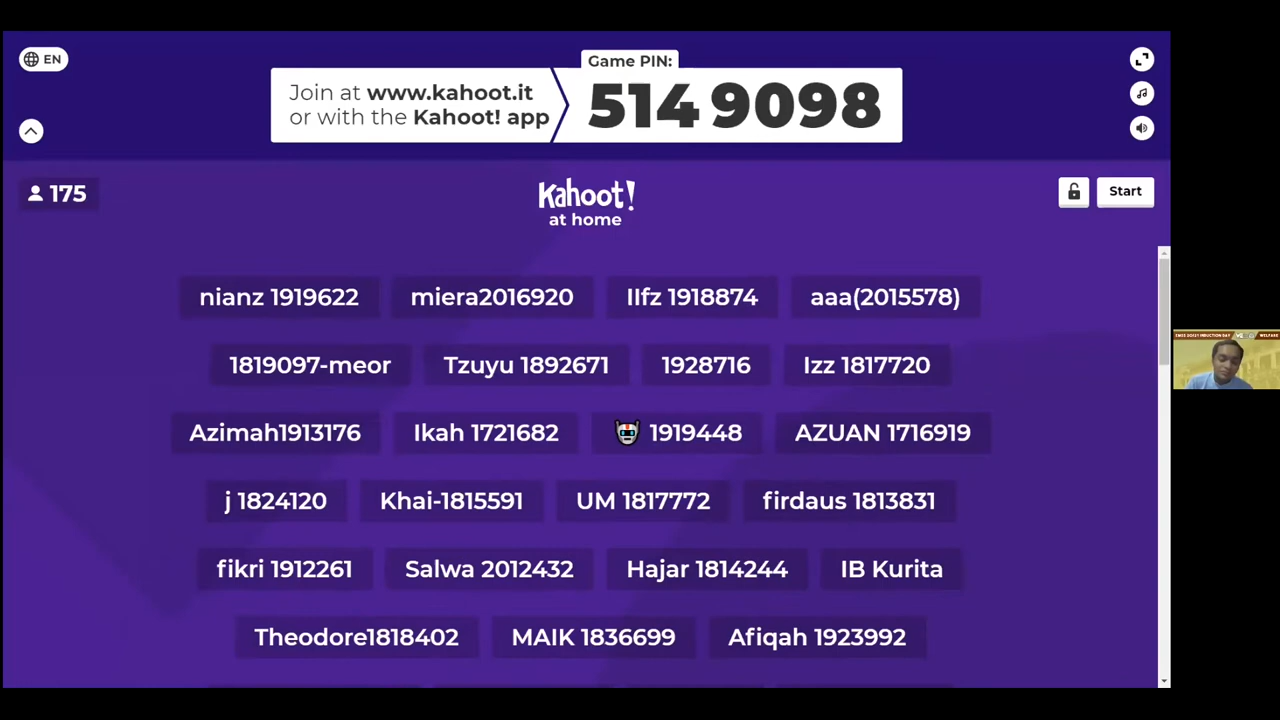 EN
Game PIN:
Join at www.kahoot.it
or with the Kahoot! app
514 9098
175
Kahoot!
at home
Start
nianz 1919622 miera2016920 IIfz 1918874 aaa(2015578)
1819097-meor Tzuyu 1892671 1928716 Izz 1817720
Azimah1913176 Ikah 1721682 1919448 AZUAN 1716919
j 1824120 Khai-1815591 UM 1817772 firdaus 1813831
fikri 1912261 Salwa 2012432 Hajar 1814244 IB Kurita
Theodore1818402 MAIK 1836699 Afiqah 1923992